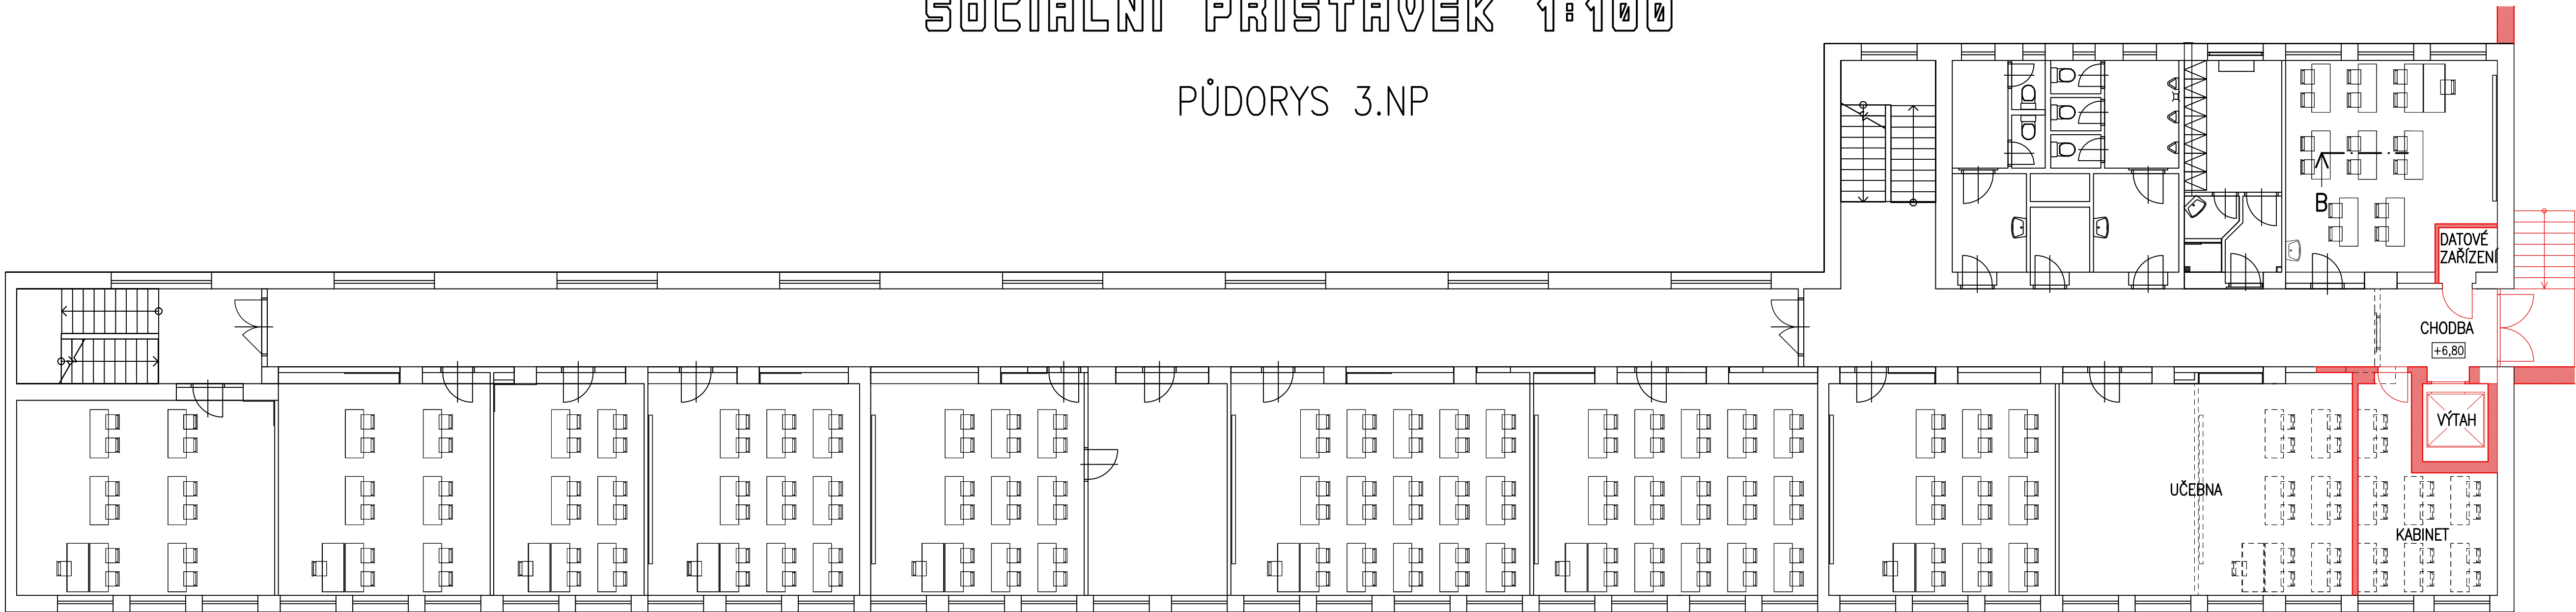 SOCIÁLNÍ PŘÍSTAVEK 1:100
PŮDORYS 3.NP
B
DATOVÉ
ZAŘÍZENÍ
CHODBA
+6,80
VÝTAH
UČEBNA
KABINET